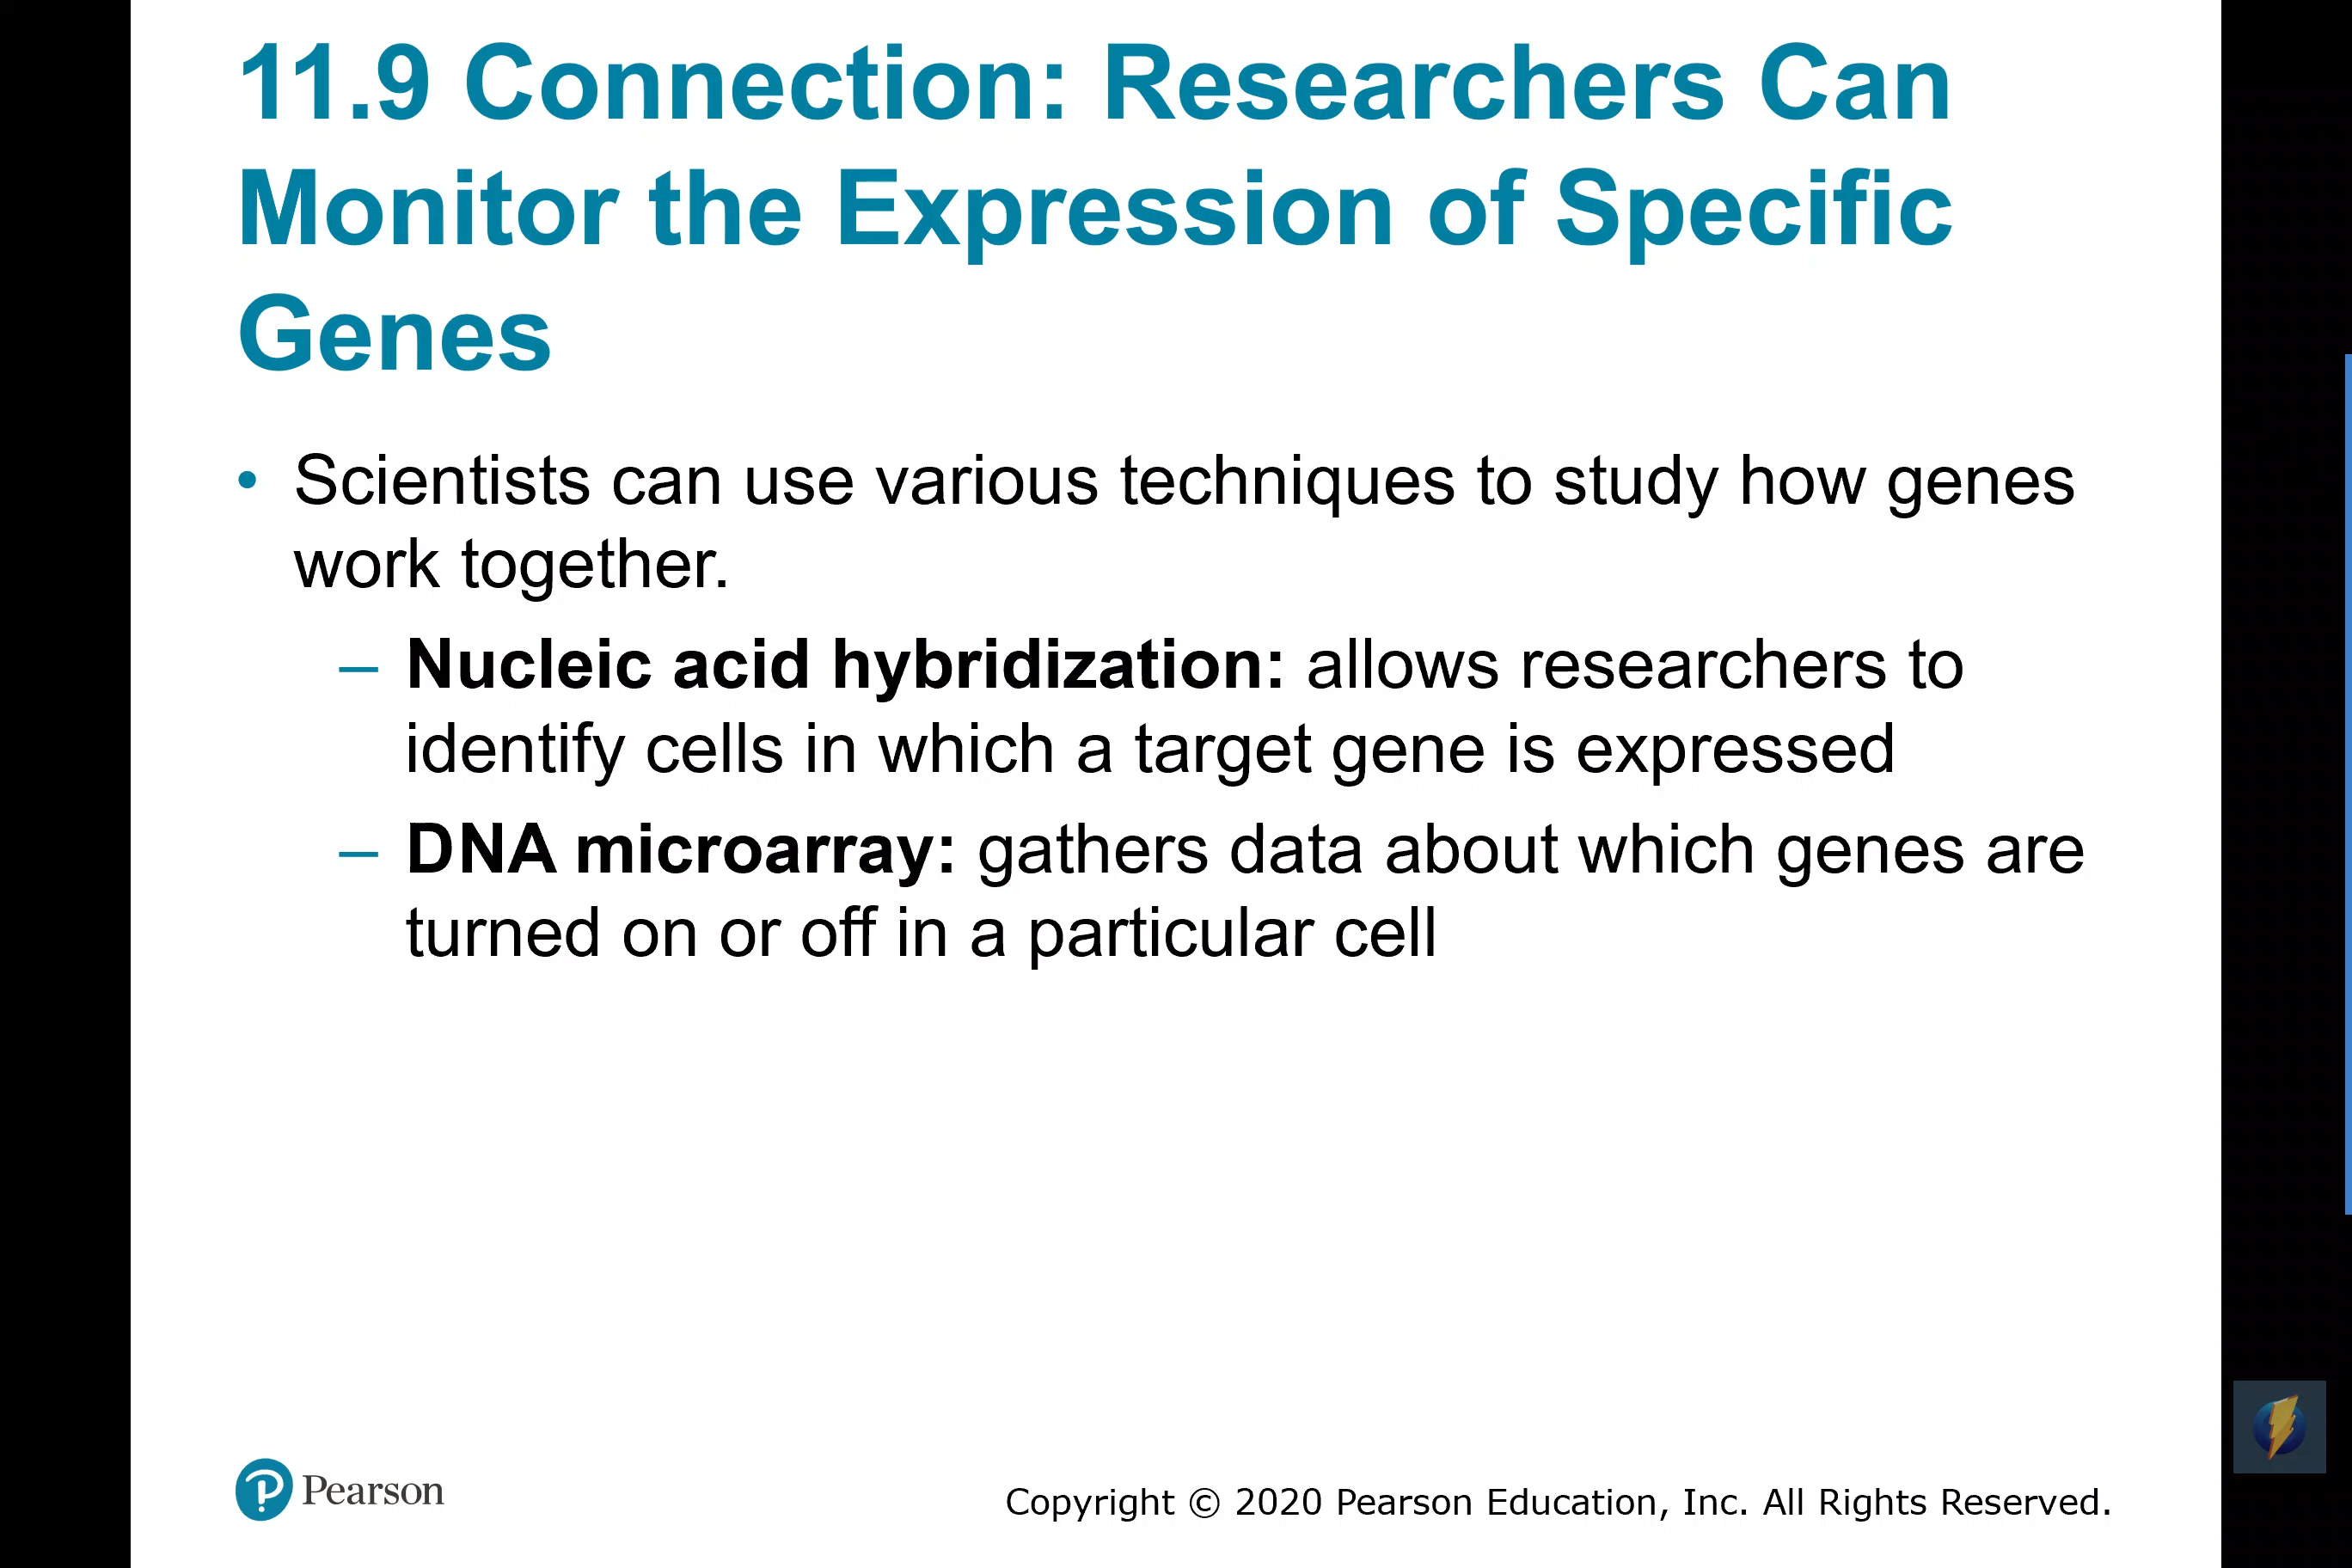 11.9 Connection: Researchers Can
Monitor the Expression of Specific
Genes
• Scientists can use various techniques to study how genes
work together.
– Nucleic acid hybridization: allows researchers to
identify cells in which a target gene is expressed
– DNA microarray: gathers data about which genes are
turned on or off in a particular cell
Pearson
Copyright © 2020 Pearson Education, Inc. All Rights Reserved.